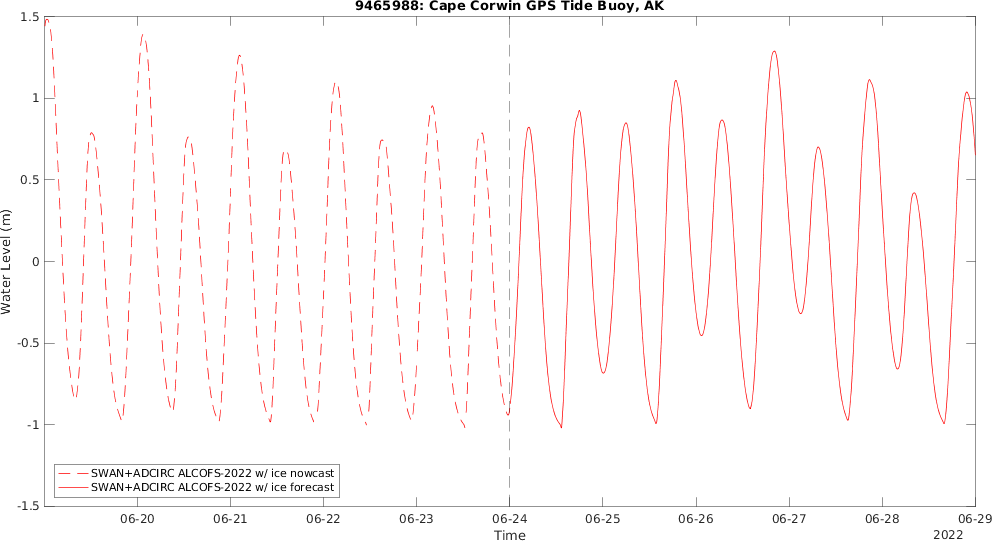 9465988: Cape Corwin GPS Tide Buoy, AK
1.5
1
0.5
0
-0.5
-1
-1.5
Water Level (m)
SWAN+ADCIRC ALCOFS-2022 w/ ice nowcast
SWAN+ADCIRC ALCOFS-2022 w/ ice forecast
06-20 06-21 06-22 06-23 06-24 06-25 06-26 06-27 06-28 06-29
Time
2022